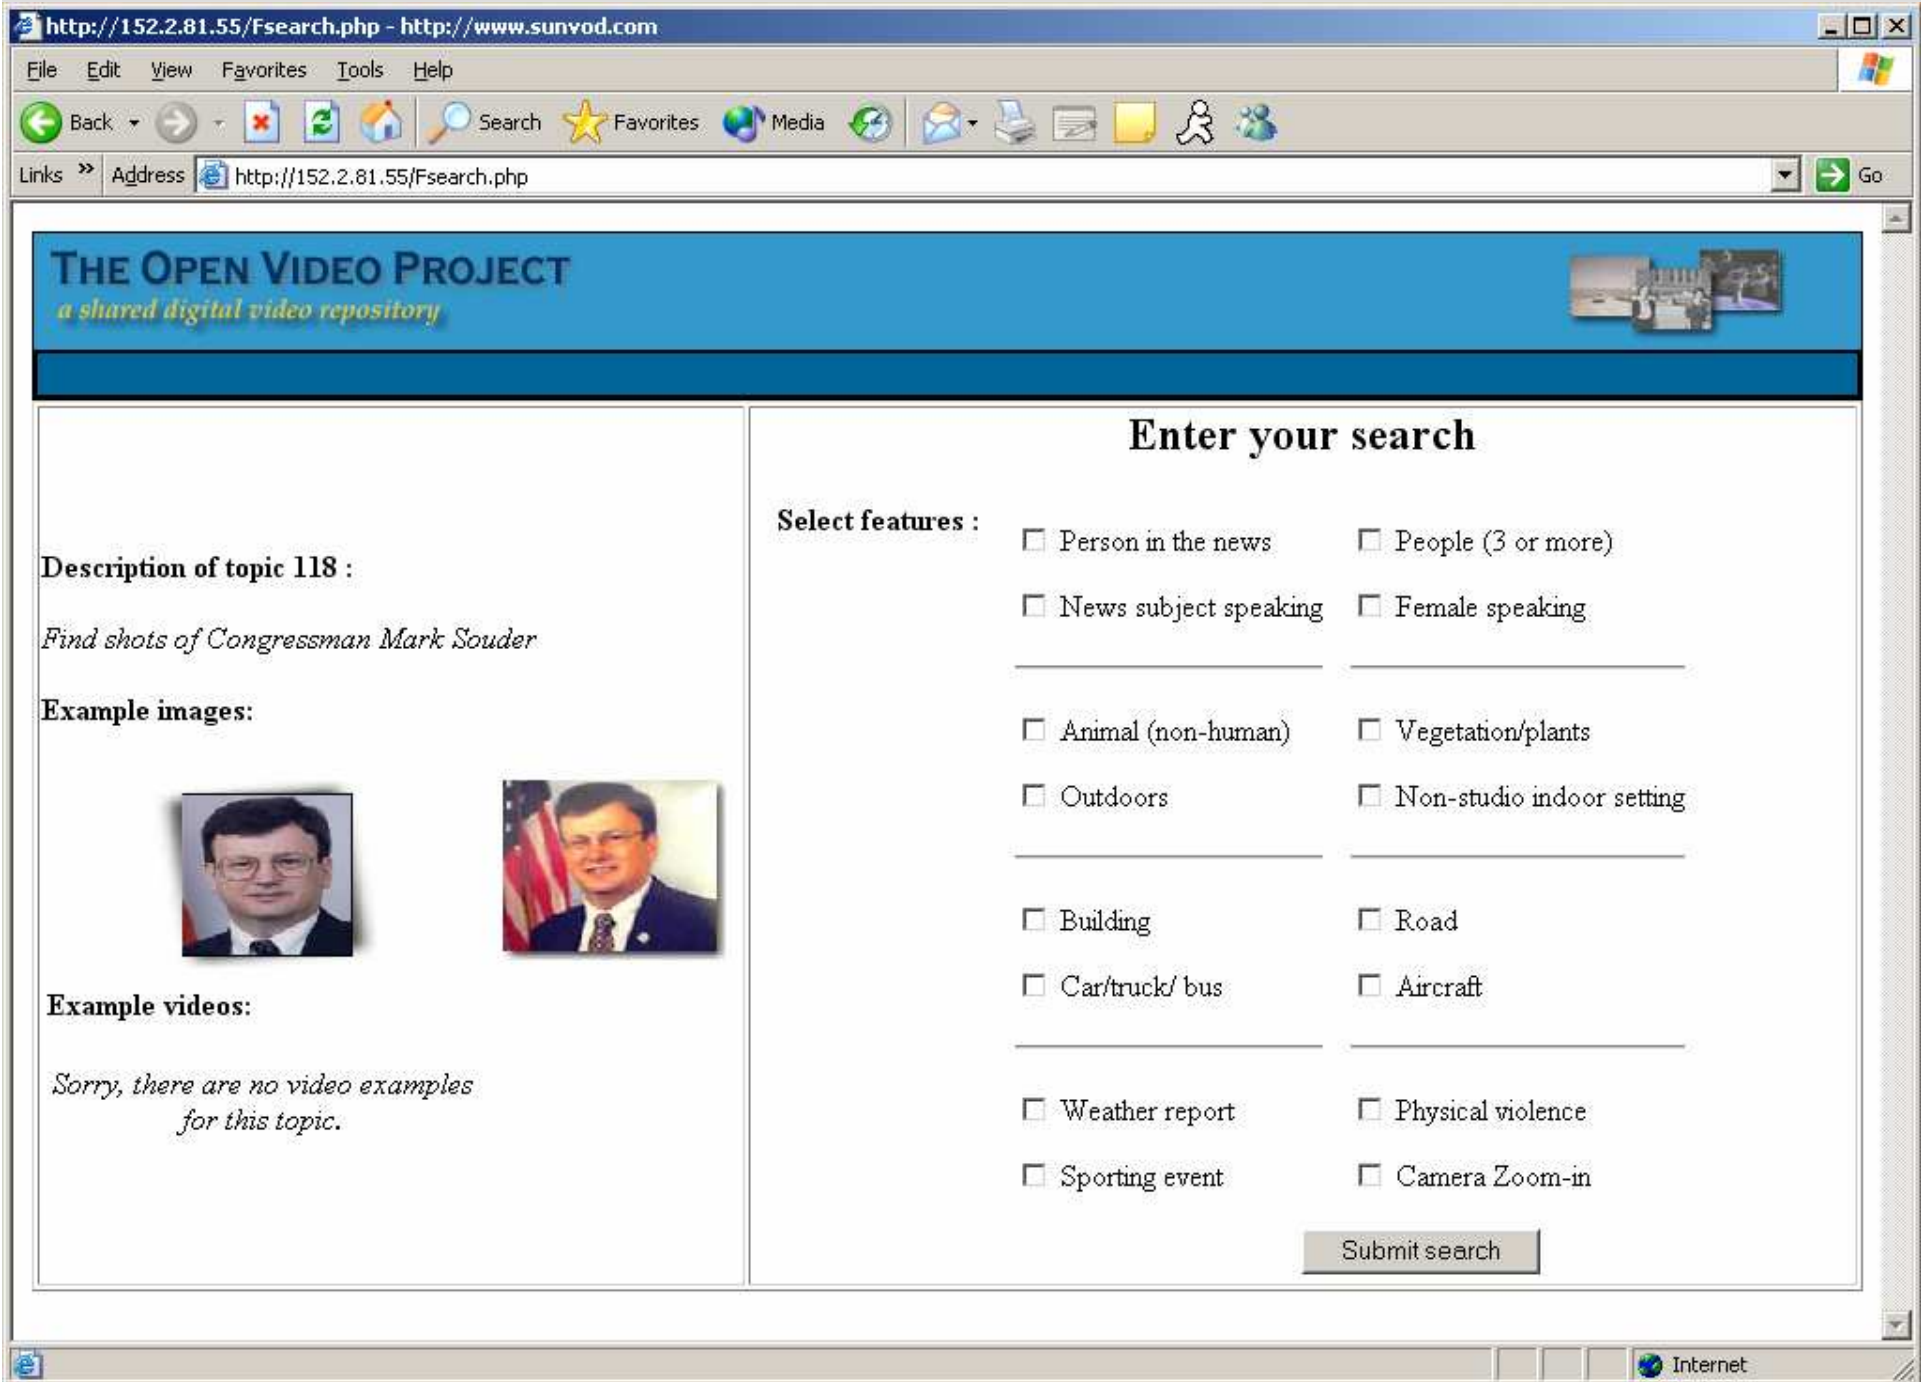 http://152.2.81.55/Fsearch.php - http://www.sunvod.com
File Edit View Favorites Tools Help
Back Search Favorites Media
Links » Address http://152.2.81.55/Fsearch.php Go
THE OPEN VIDEO PROJECT
a shared digital video repository
Description of topic 118 :
Find shots of Congressman Mark Souder
Example images:
Example videos:
Sorry, there are no video examples
for this topic.
Enter your search
Select features :
Person in the news People (3 or more)
News subject speaking Female speaking
Animal (non-human) Vegetation/plants
Outdoors Non-studio indoor setting
Building Road
Car/truck/ bus Aircraft
Weather report Physical violence
Sporting event Camera Zoom-in
Submit search
Internet